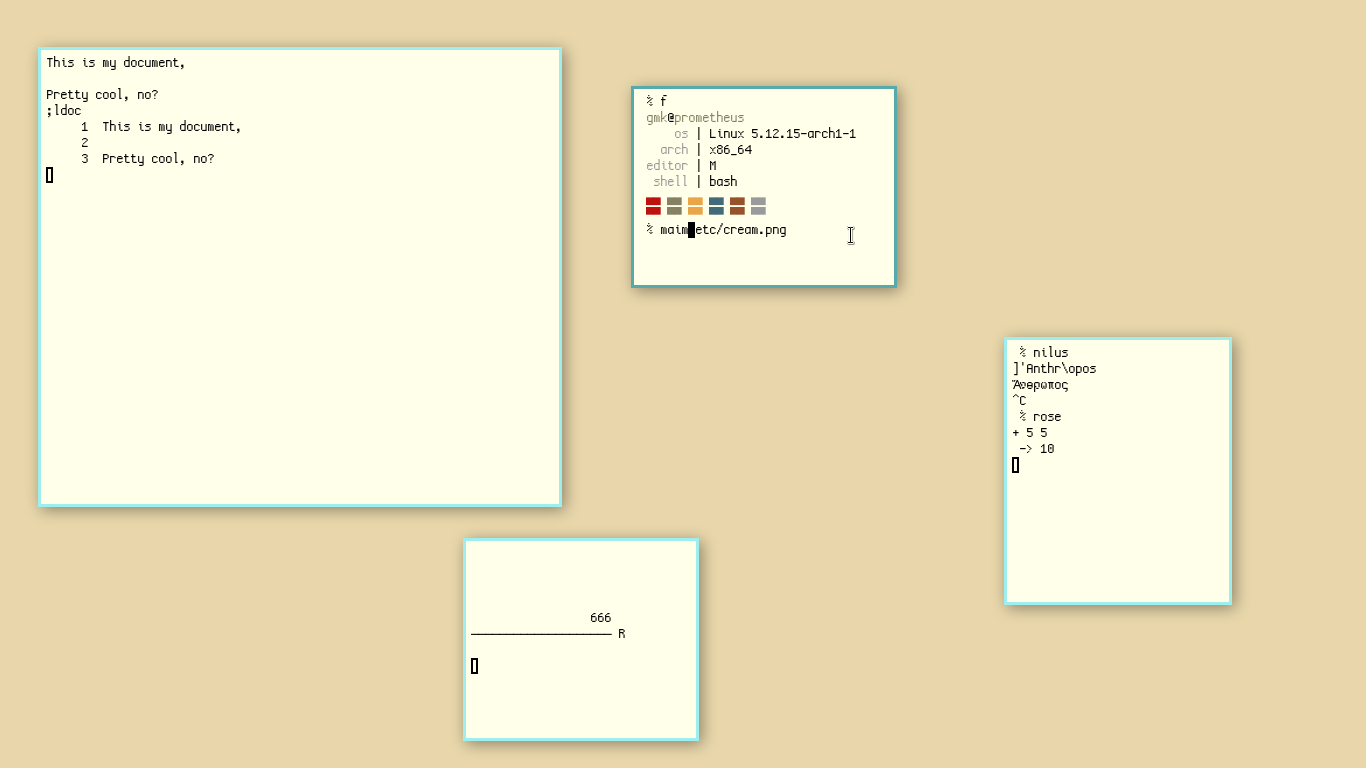 This is my document,
Pretty cool, no?
;ldoc
1 This is my document,
2
3 Pretty cool, no?
% f
gmk@prometheus
os | Linux 5.12.15-arch1-1
arch | x86_64
editor | M
shell | bash
% maim etc/cream.png
% nilus
]'Anthr\opos
Ἄνθρωπος
^C
% rose
+ 5 5
-> 10
666
R